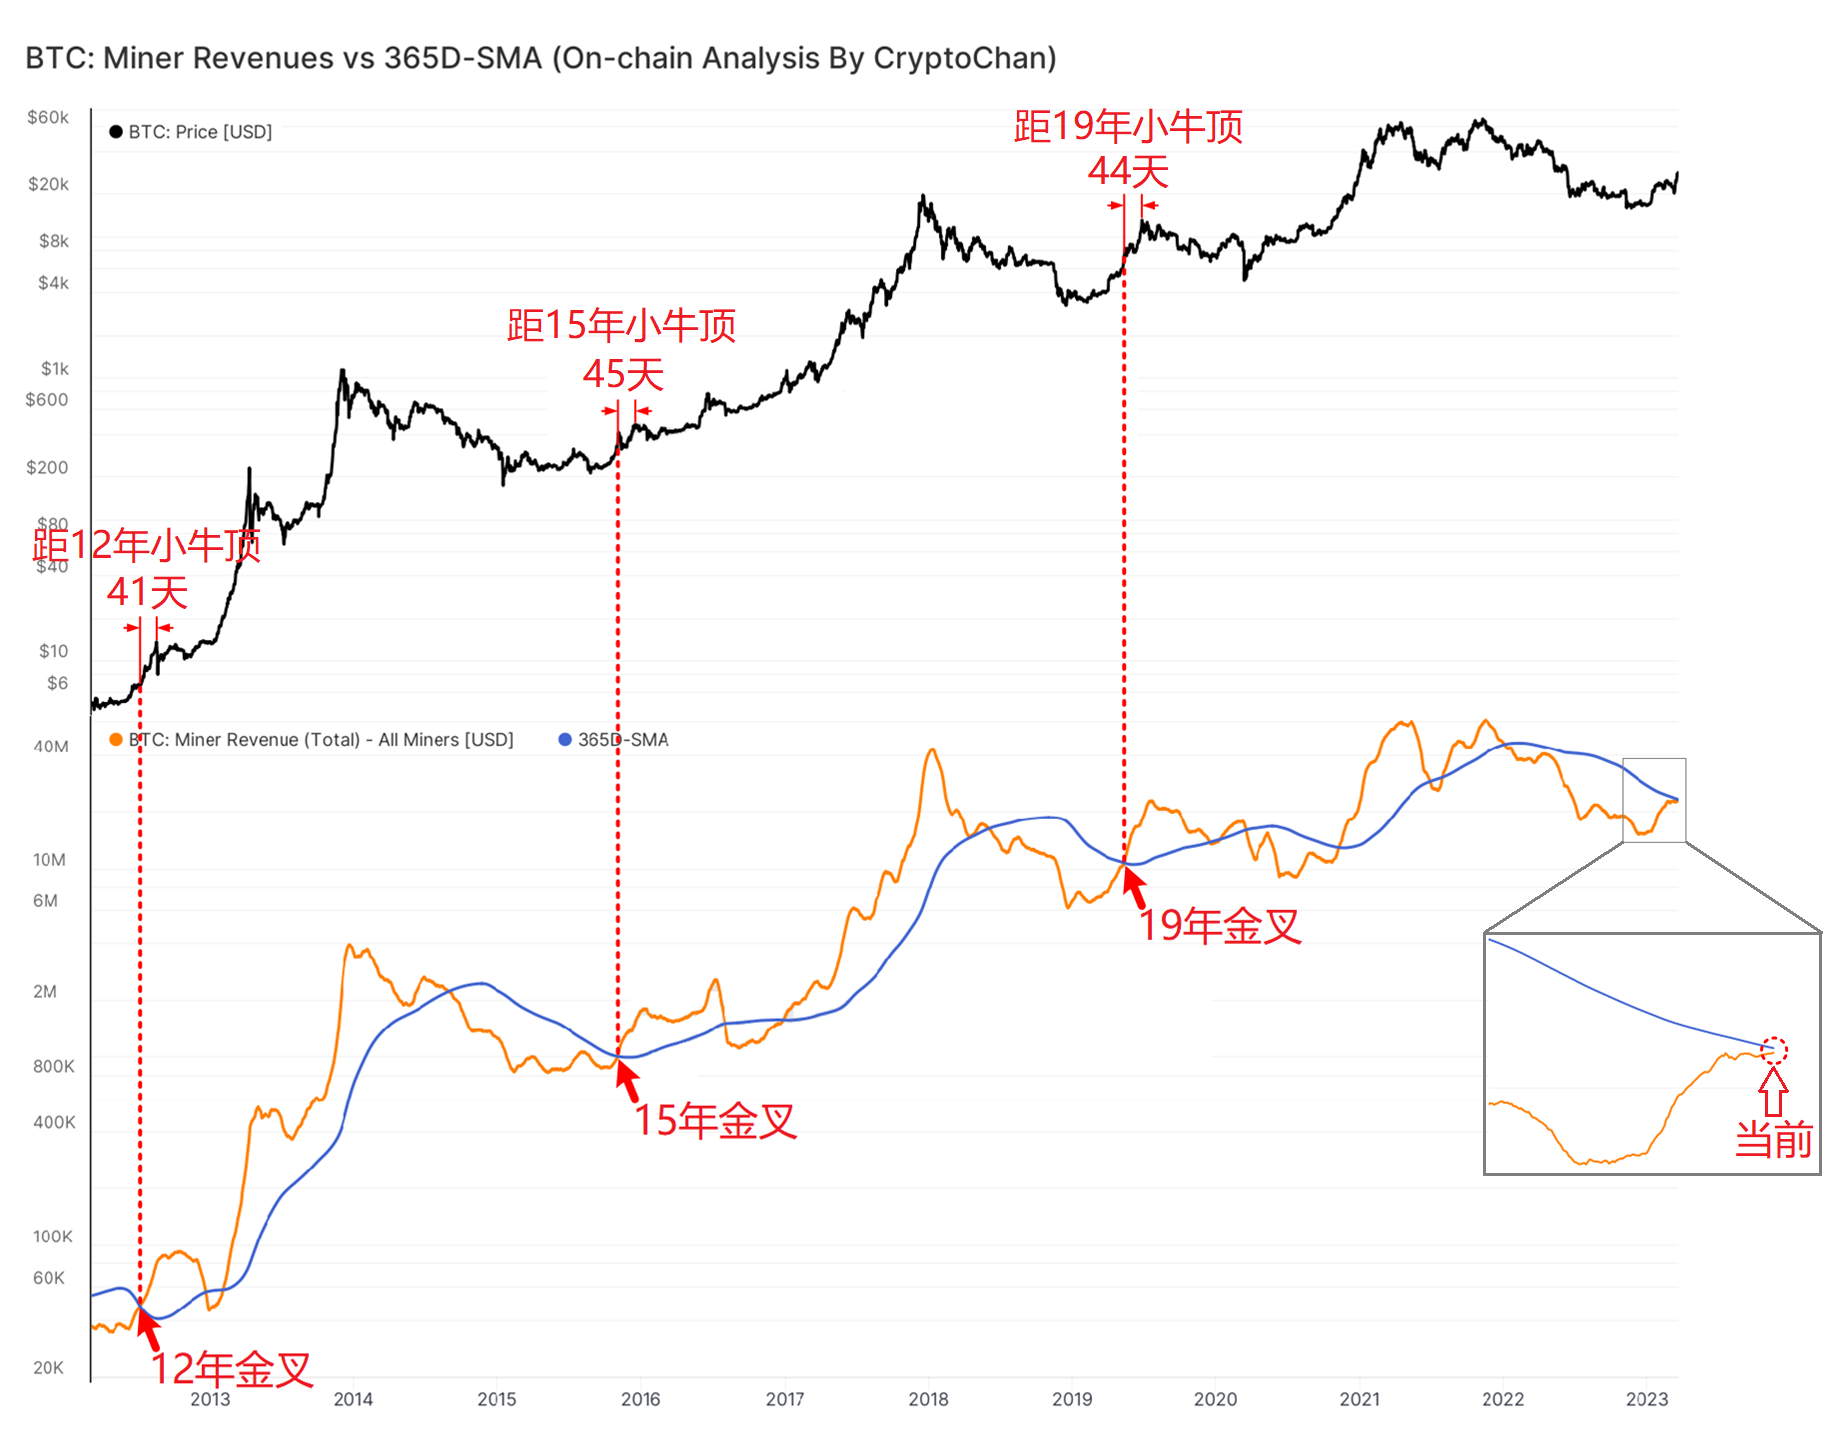 BTC: Miner Revenues vs 365D-SMA (On-chain Analysis By CryptoChan)
$60k
BTC: Price [USD]
距19年小牛顶
44天
$20k
$8k
$4k
距15年小牛顶
45天
$1k
$600
$200
$80
距12年小牛顶
$40
41天
$10
$6
40M
BTC: Miner Revenue (Total) - All Miners [USD]
365D-SMA
10M
6M
19年金叉
2M
800K
400K
15年金叉
当前
100K
60K
20K
12年金叉
2013 2014 2015 2016 2017 2018 2019 2020 2021 2022 2023